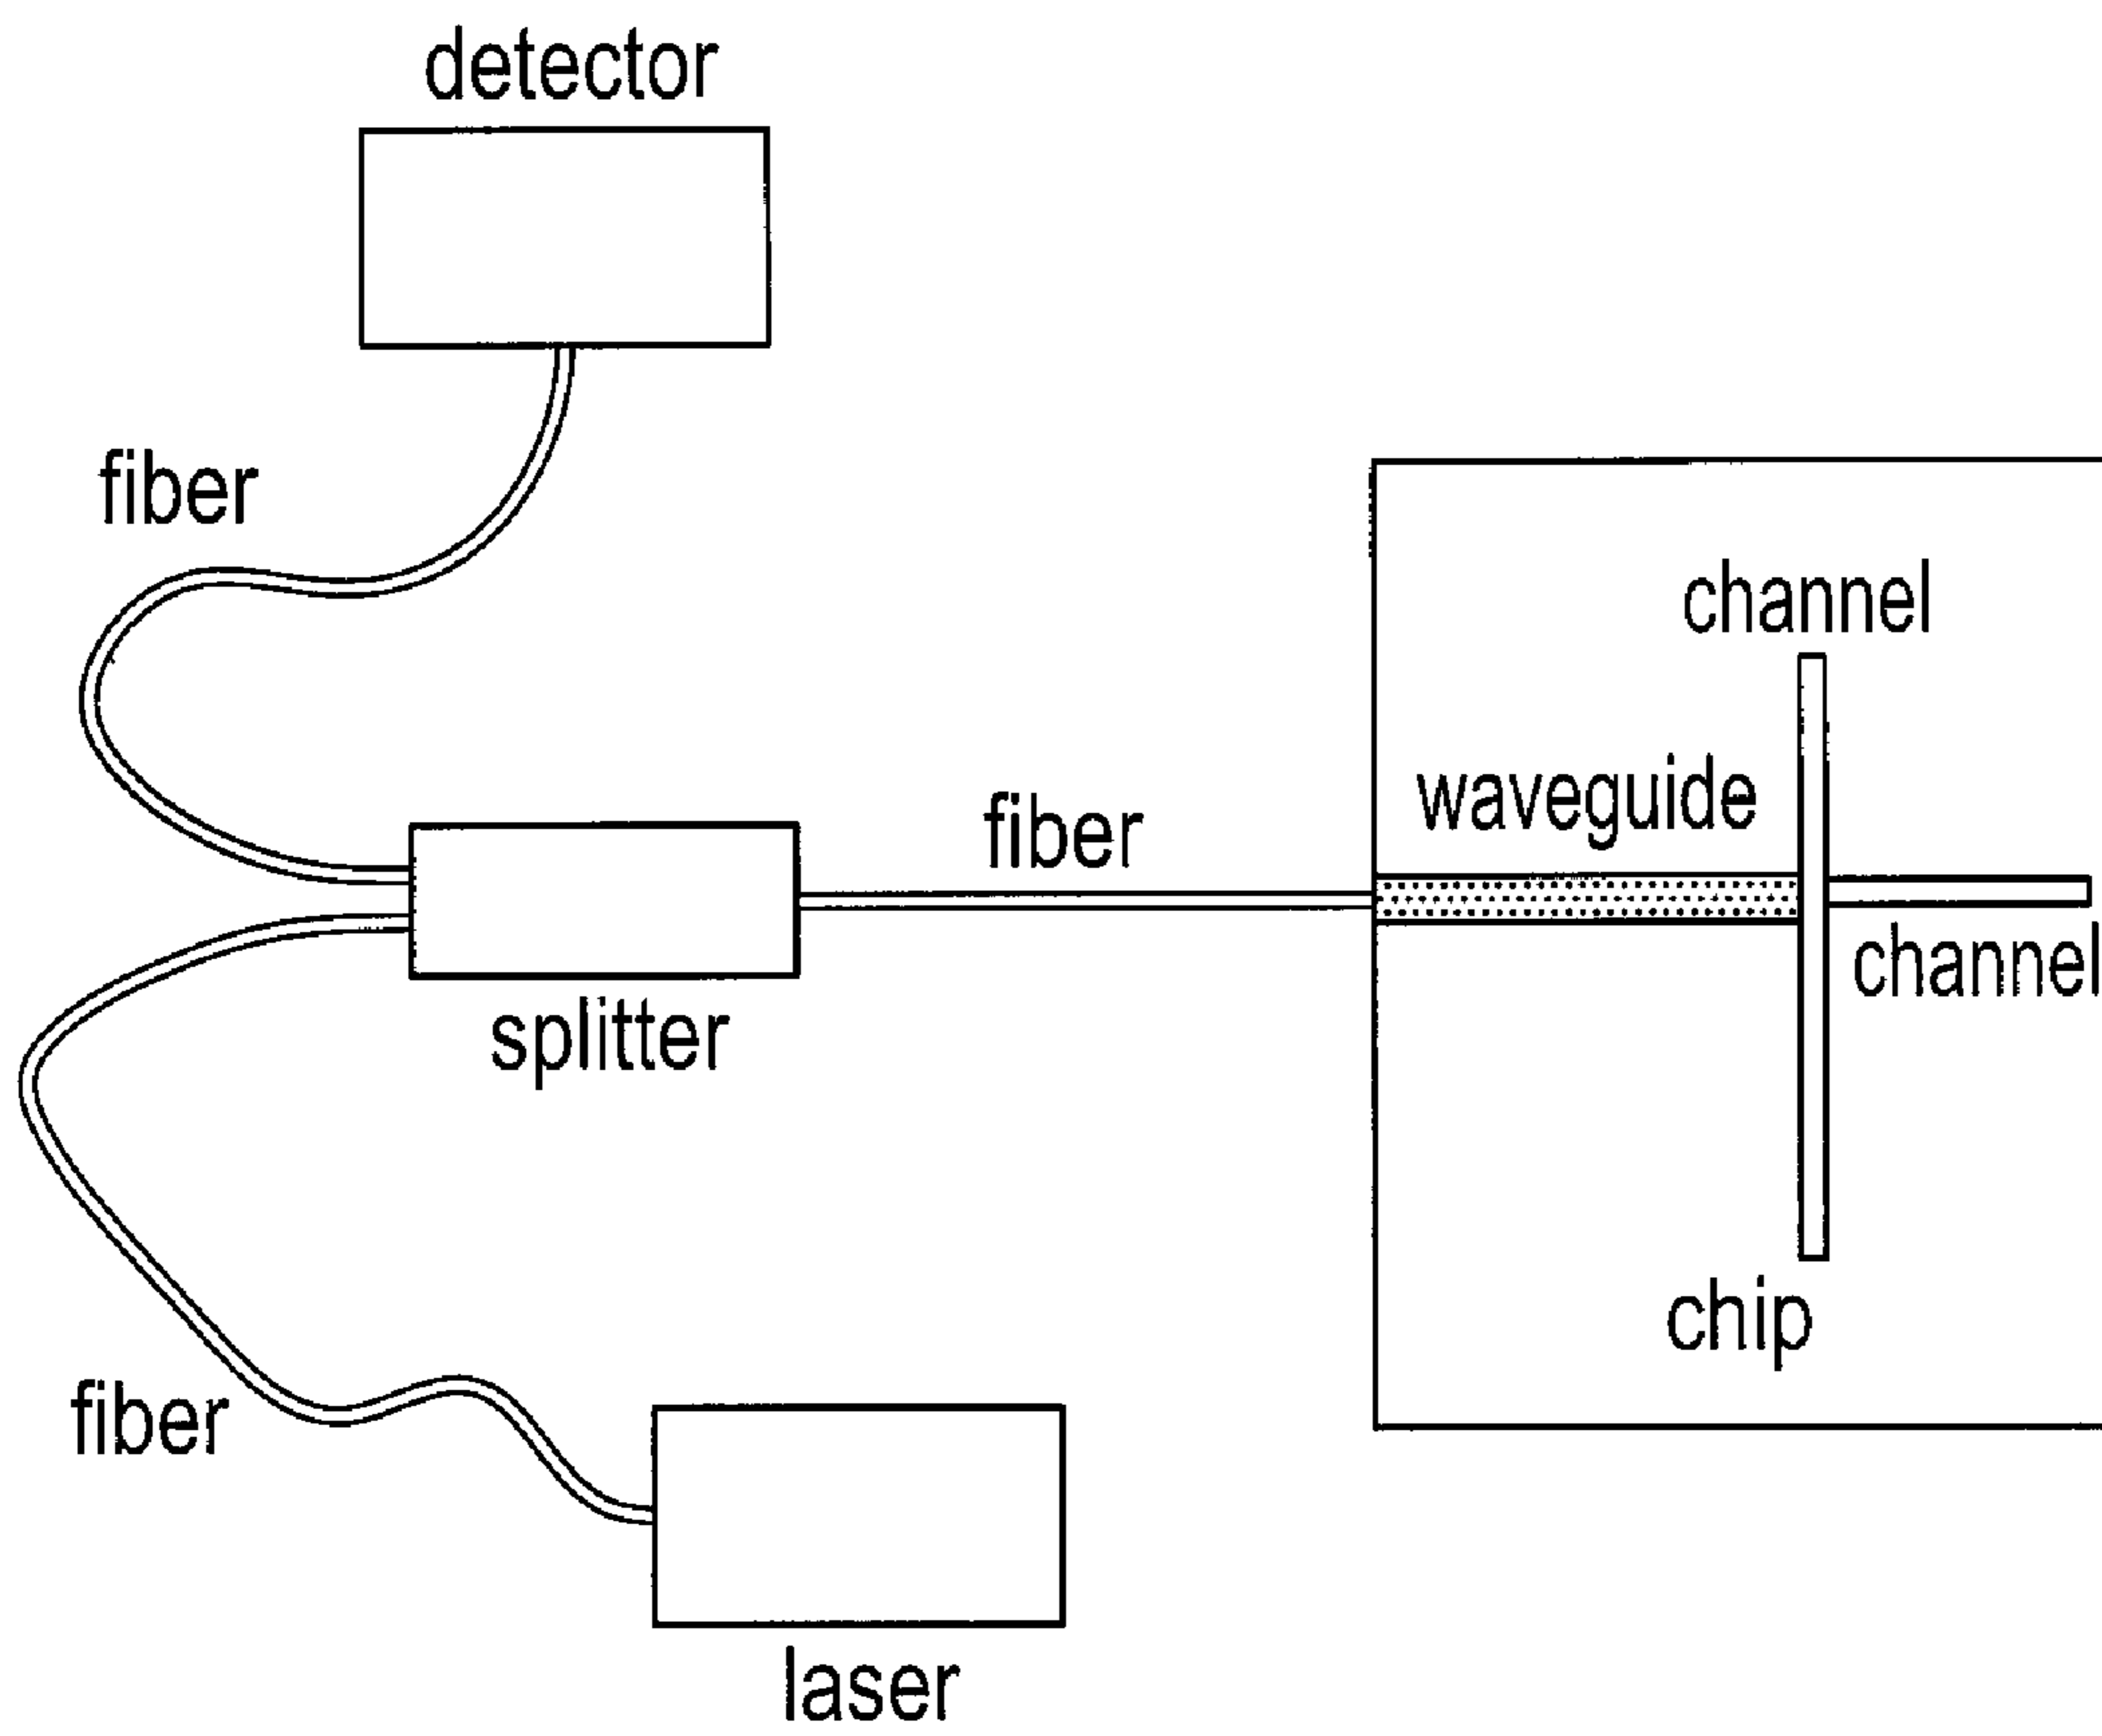 detector
fiber
channel
waveguide
fiber
channel
splitter
chip
fiber
laser